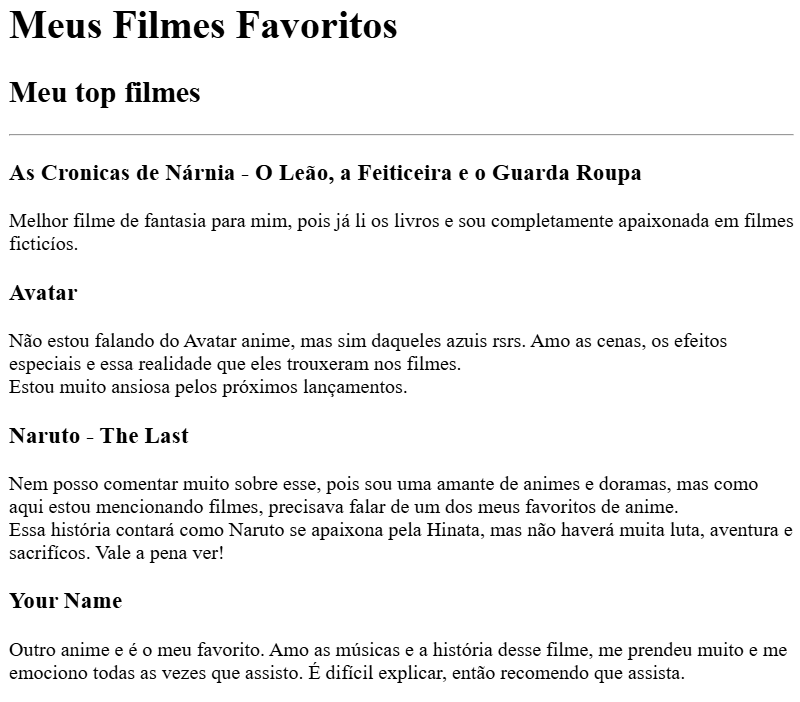 Meus Filmes Favoritos
Meu top filmes
As Cronicas de Nárnia - O Leão, a Feiticeira e o Guarda Roupa
Melhor filme de fantasia para mim, pois já li os livros e sou completamente apaixonada em filmes
ficticíos.
Avatar
Não estou falando do Avatar anime, mas sim daqueles azuis rsrs. Amo as cenas, os efeitos
especiais e essa realidade que eles trouxeram nos filmes.
Estou muito ansiosa pelos próximos lançamentos.
Naruto - The Last
Nem posso comentar muito sobre esse, pois sou uma amante de animes e doramas, mas como
aqui estou mencionando filmes, precisava falar de um dos meus favoritos de anime.
Essa história contará como Naruto se apaixona pela Hinata, mas não haverá muita luta, aventura e
sacrifícos. Vale a pena ver!
Your Name
Outro anime e é o meu favorito. Amo as músicas e a história desse filme, me prendeu muito e me
emociono todas as vezes que assisto. É difícil explicar, então recomendo que assista.